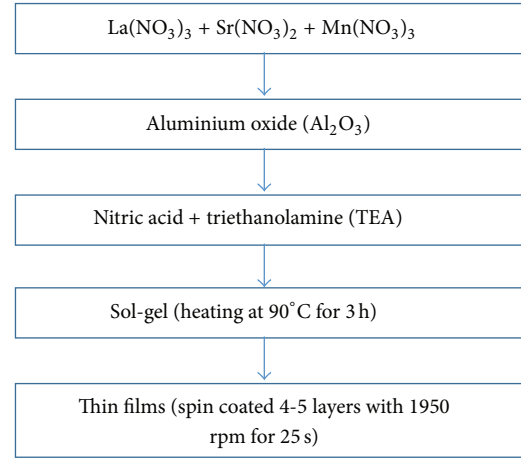 La(NO₃)₃ + Sr(NO₃)₂ + Mn(NO₃)₃
Aluminium oxide (Al₂O₃)
Nitric acid + triethanolamine (TEA)
Sol-gel (heating at 90°C for 3 h)
Thin films (spin coated 4-5 layers with 1950
rpm for 25 s)